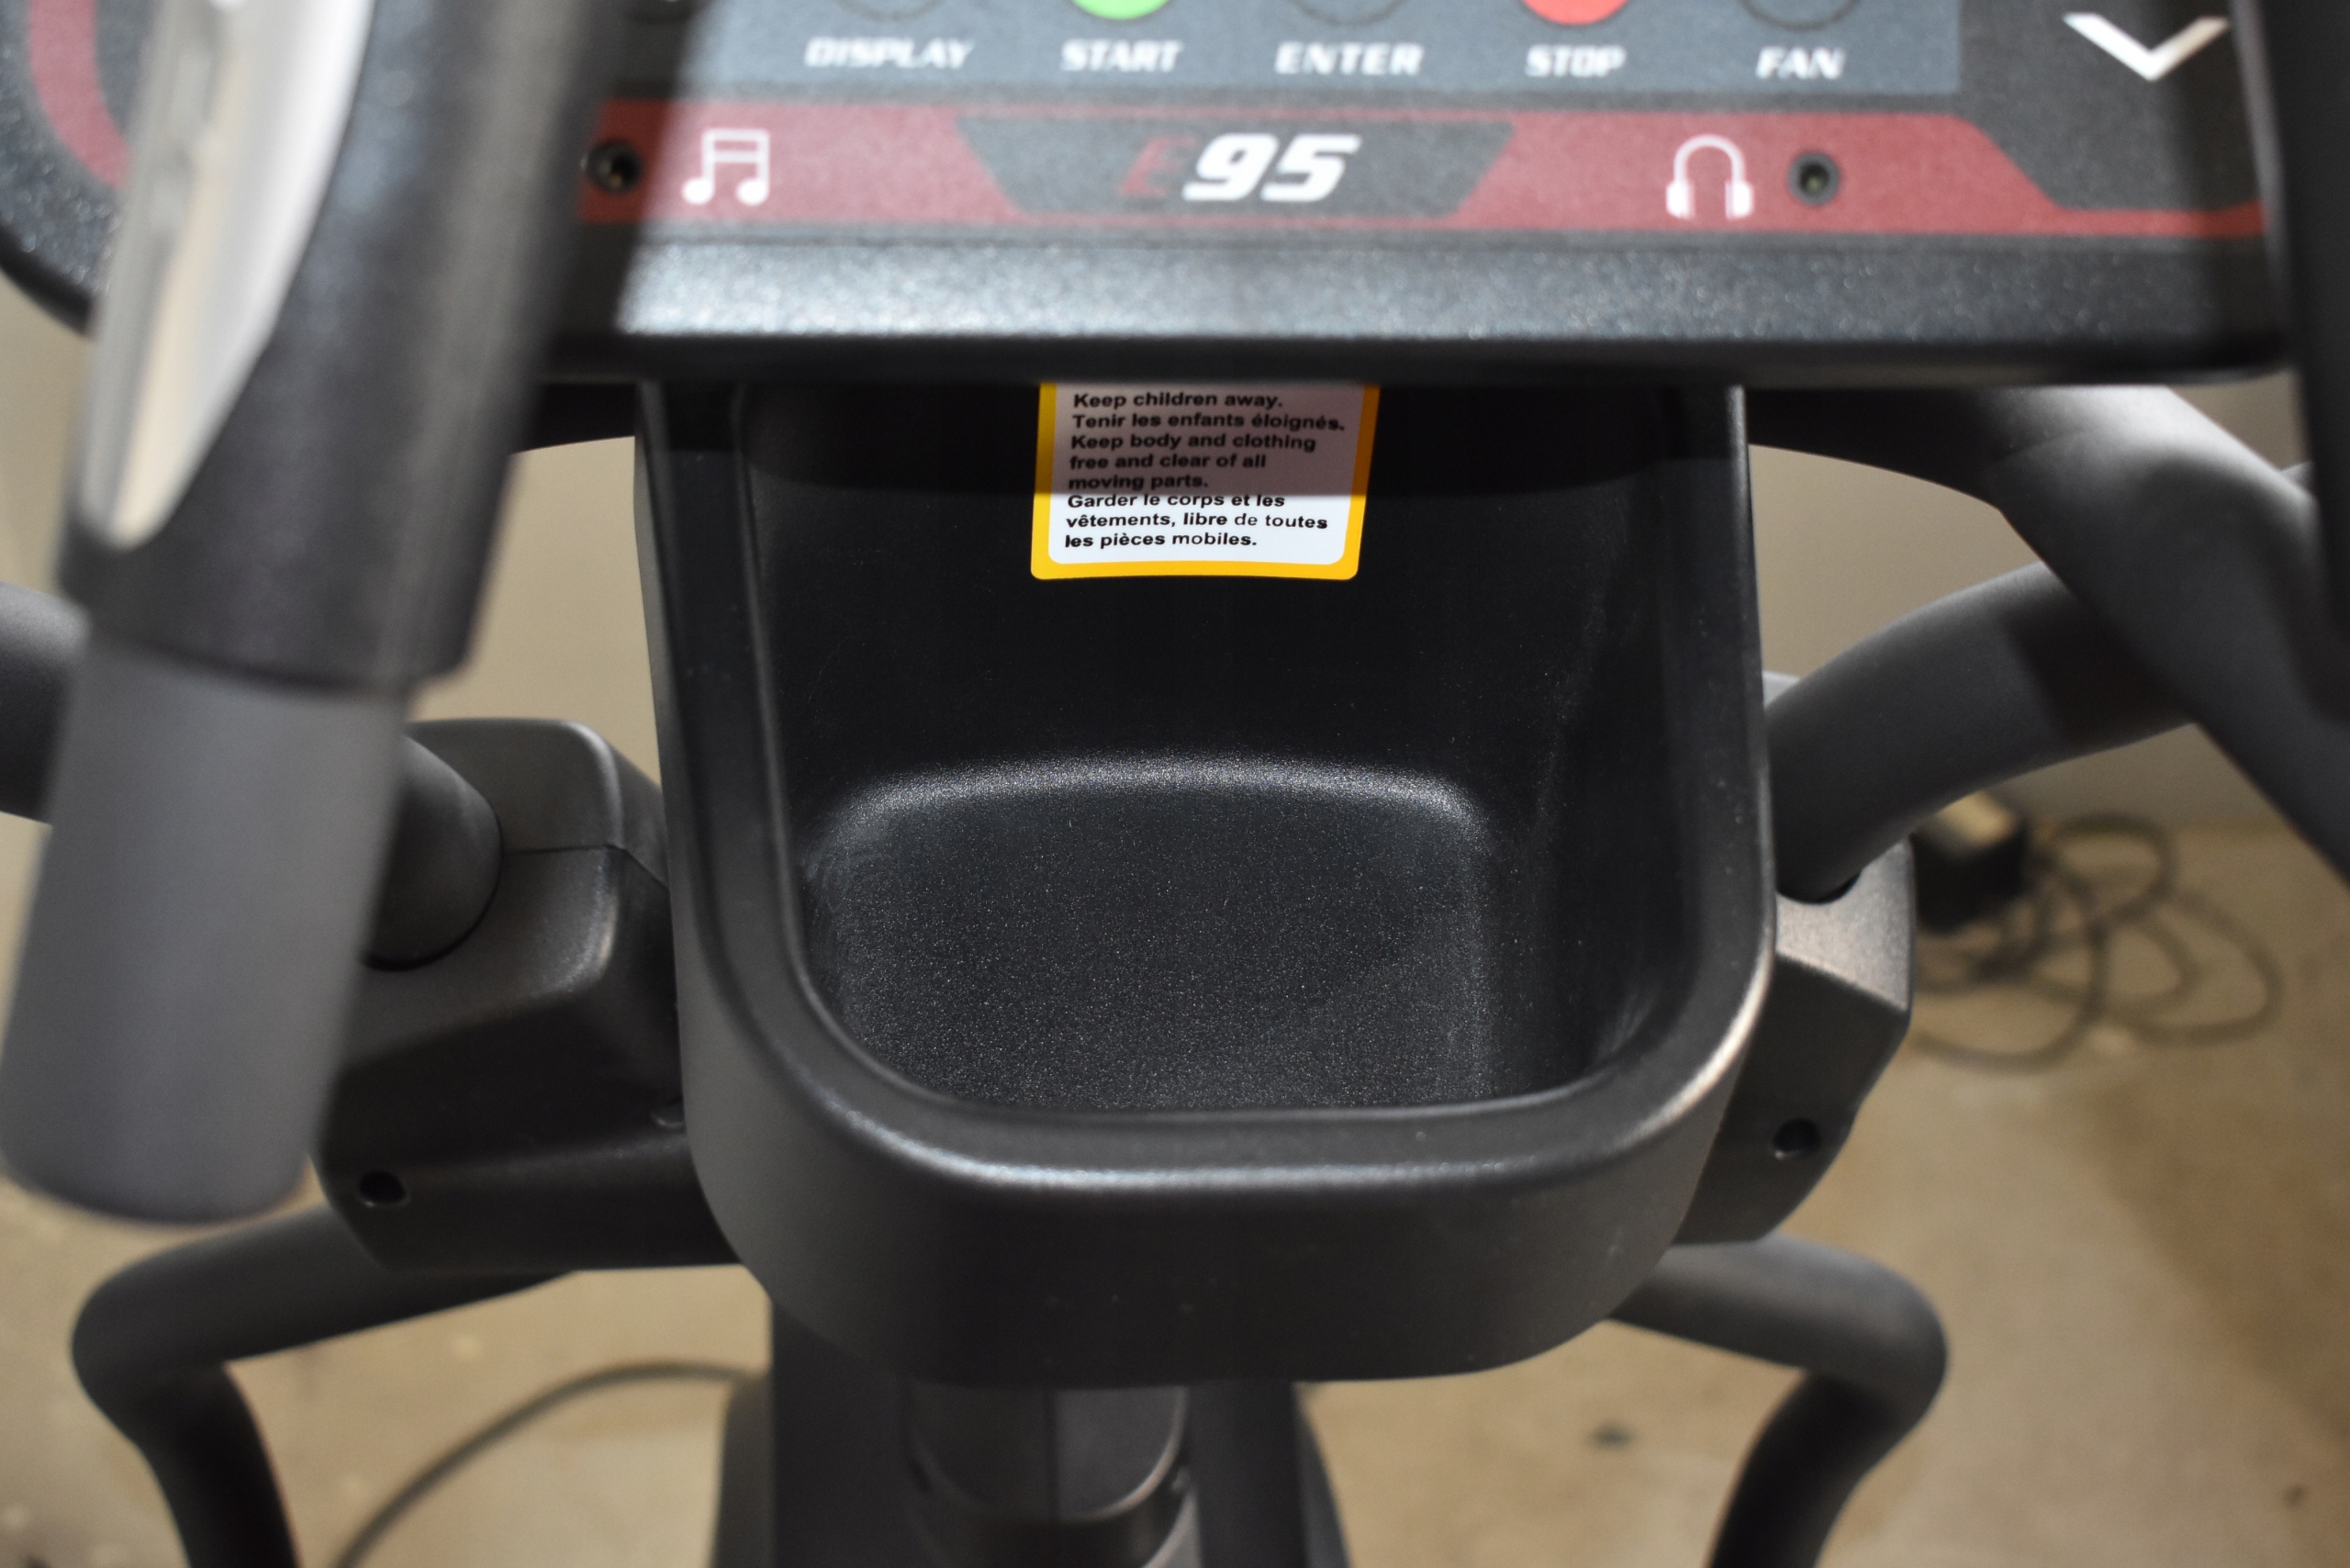 DISPLAY START ENTER STOP FAN
E95
Keep children away.
Tenir les enfants éloignés.
Keep body and clothing
free and clear of all
moving parts.
Garder le corps et les
vêtements, libre de toutes
les pièces mobiles.